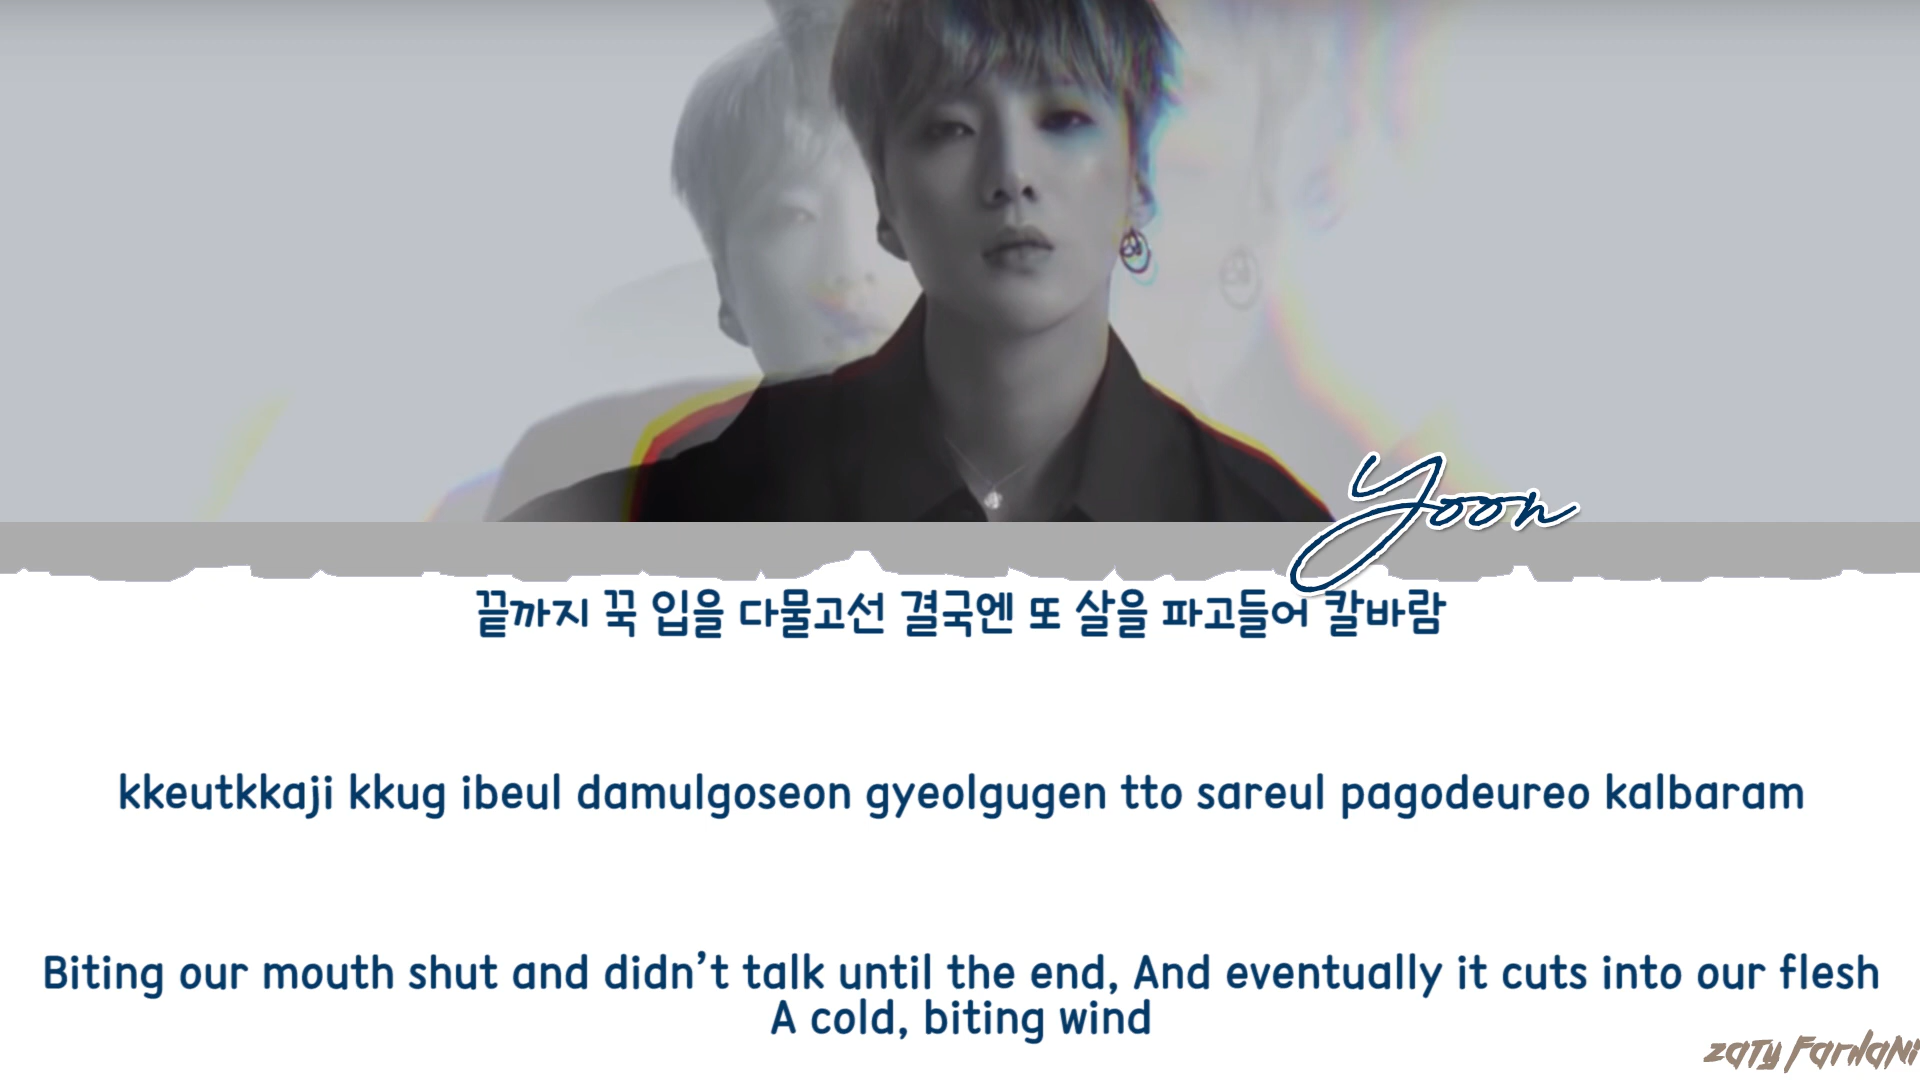 Yoon
끝까지 꾹 입을 다물고선 결국엔 또 살을 파고들어 칼바람
kkeutkkaji kkug ibeul damulgoseon gyeolgugen tto sareul pagodeureo kalbaram
Biting our mouth shut and didn’t talk until the end, And eventually it cuts into our flesh
A cold, biting wind
Zaty Farhani